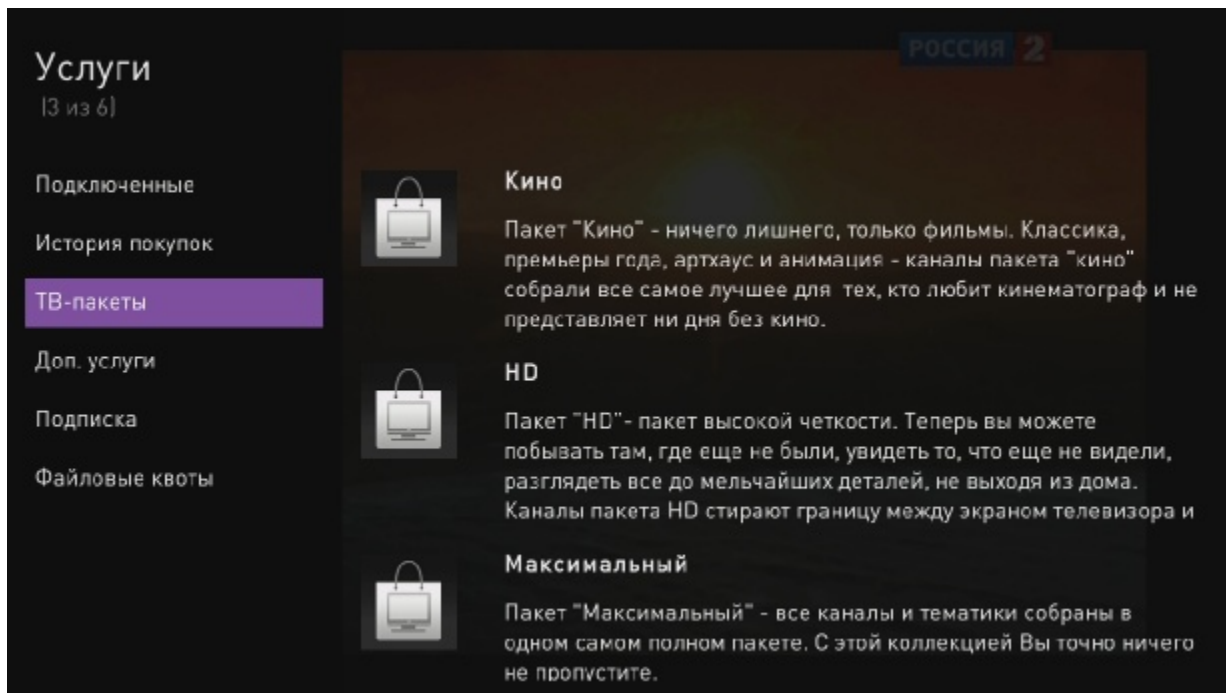 РОССИЯ 2
Услуги
(3 из 6)
Подключенные
История покупок
ТВ-пакеты
Доп. услуги
Подписка
Файловые квоты
Кино
Пакет "Кино" - ничего лишнего, только фильмы. Классика,
премьеры года, артхаус и анимация - каналы пакета "кино"
собрали все самое лучшее для тех, кто любит кинематограф и не
представляет ни дня без кино.
HD
Пакет "HD"- пакет высокой четкости. Теперь вы можете
побывать там, где еще не были, увидеть то, что еще не видели,
разглядеть все до мельчайших деталей, не выходя из дома.
Каналы пакета HD стирают границу между экраном телевизора и
Максимальный
Пакет "Максимальный" - все каналы и тематики собраны в
одном самом полном пакете. С этой коллекцией Вы точно ничего
не пропустите.